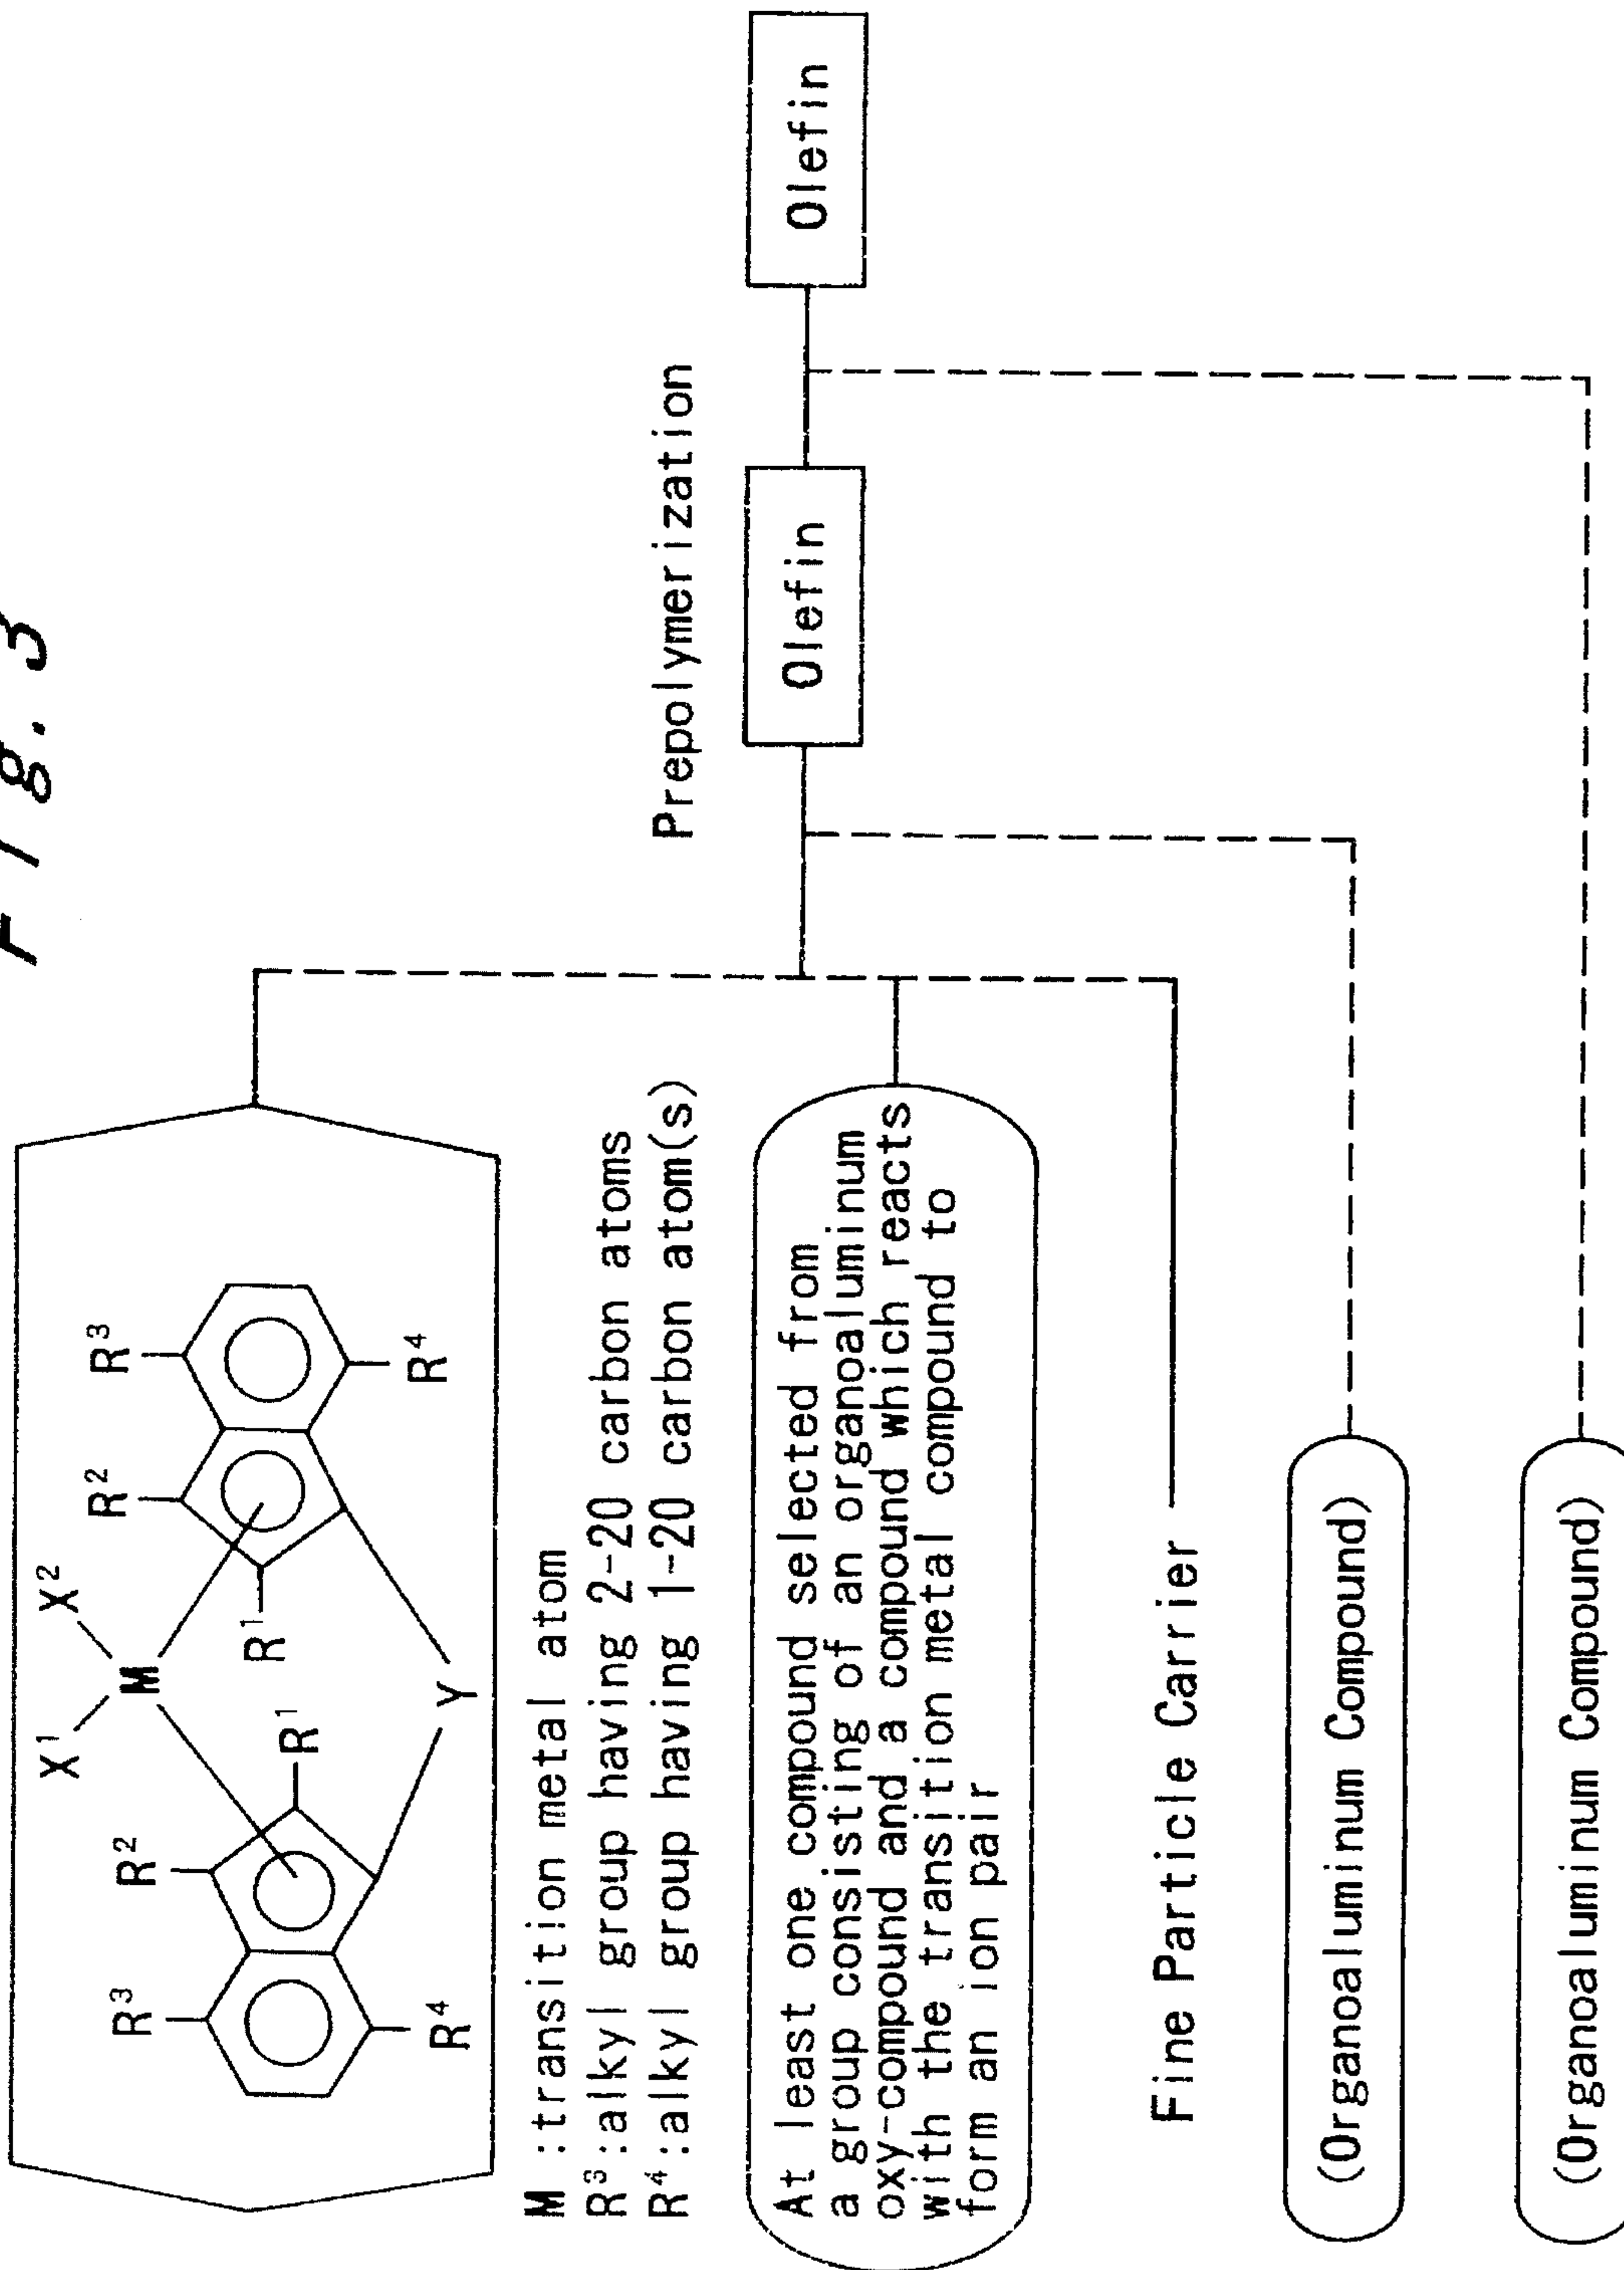 Fig. 3
X¹ X²
M
R³ R² R¹ R¹ R² R³
R⁴ Y R⁴
M :transition metal atom
R³:alkyl group having 2-20 carbon atoms
R⁴:alkyl group having 1-20 carbon atom(s)
At least one compound selected from
a group consisting of an organoaluminum
oxy-compound and a compound which reacts
with the transition metal compound to
form an ion pair
Fine Particle Carrier
(Organoaluminum Compound)
(Organoaluminum Compound)
Prepolymerization
Olefin
Olefin